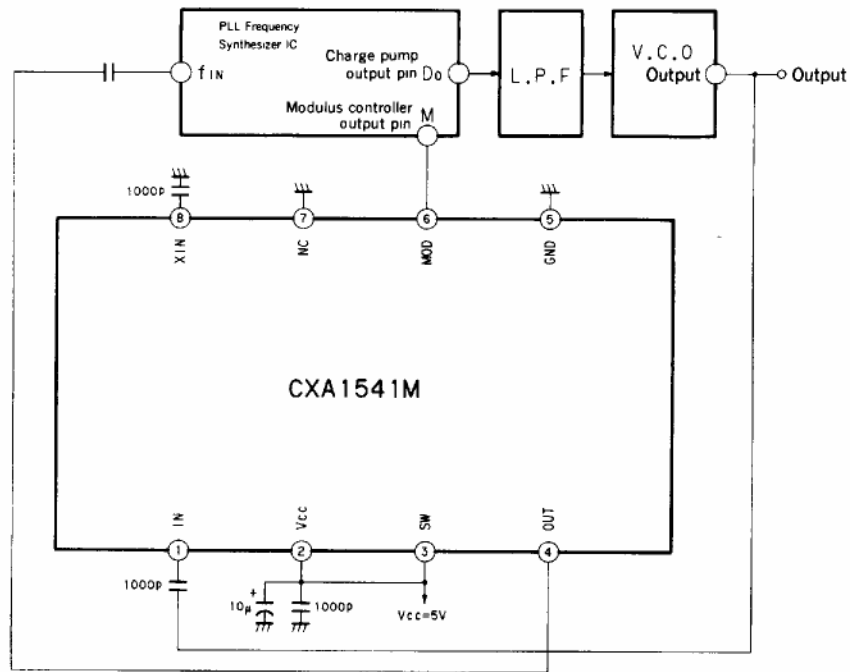 PLL Frequency
Synthesizer IC
V.C.O
Charge pump
output pin Do
fIN
L.P.F
Output
Output
Modulus controller M
output pin
1000P
8
7
6
5
XIN
NC
MOD
GND
CXA1541M
IN
Vcc
SW
OUT
1
2
3
4
1000P
+
10μ
1000P
Vcc=5V